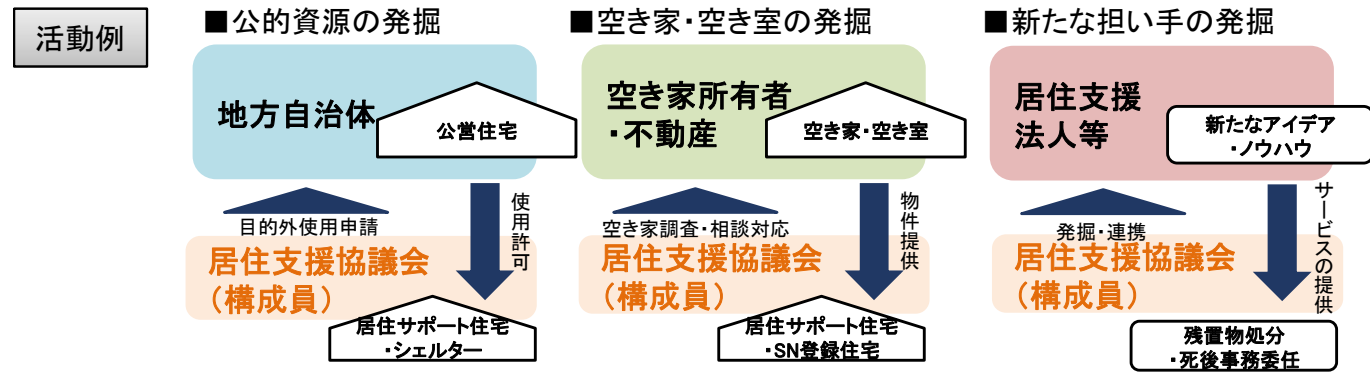 活動例
■公的資源の発掘
地方自治体
公営住宅
目的外使用申請
使用許可
居住支援協議会
（構成員）
居住サポート住宅
・シェルター
■空き家・空き室の発掘
空き家所有者
・不動産
空き家・空き室
空き家調査・相談対応
物件提供
居住支援協議会
（構成員）
居住サポート住宅
・SN登録住宅
■新たな担い手の発掘
居住支援
法人等
新たなアイデア
・ノウハウ
発掘・連携
サービスの提供
居住支援協議会
（構成員）
残置物処分
・死後事務委任